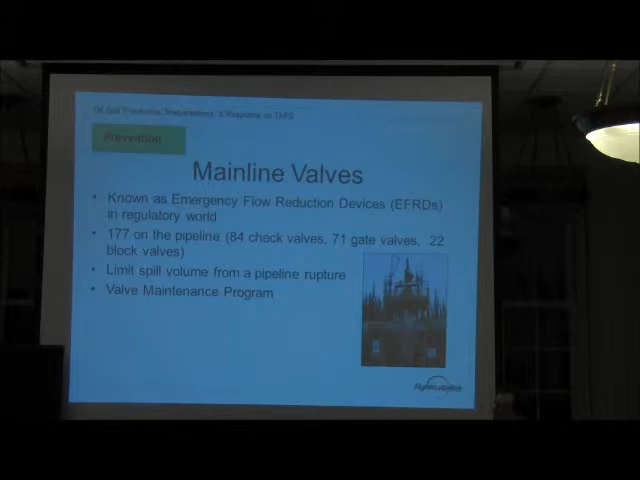 Oil Spill Prevention, Preparedness, & Response on TAPS
Prevention
Mainline Valves
• Known as Emergency Flow Reduction Devices (EFRDs)
in regulatory world
• 177 on the pipeline (84 check valves, 71 gate valves, 22
block valves)
• Limit spill volume from a pipeline rupture
• Valve Maintenance Program
Alyeska pipeline